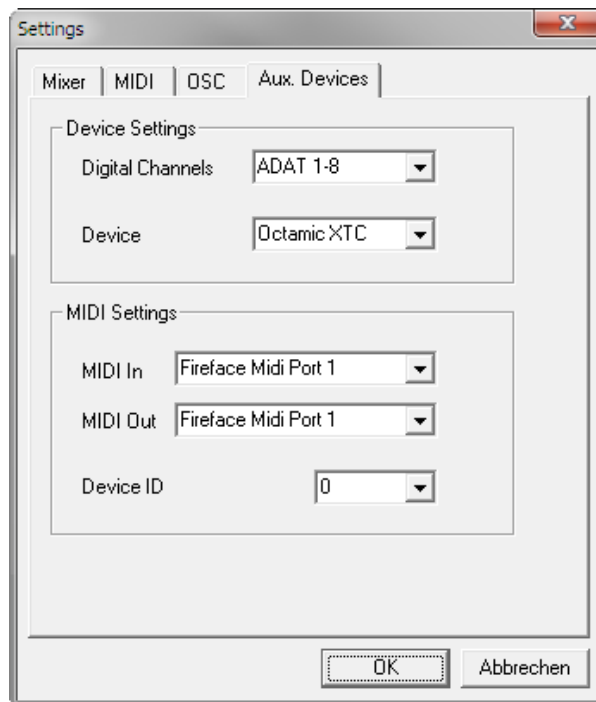 Settings
Mixer MIDI OSC Aux. Devices
Device Settings
Digital Channels ADAT 1-8
Device Octamic XTC
MIDI Settings
MIDI In Fireface Midi Port 1
MIDI Out Fireface Midi Port 1
Device ID 0
OK Abbrechen